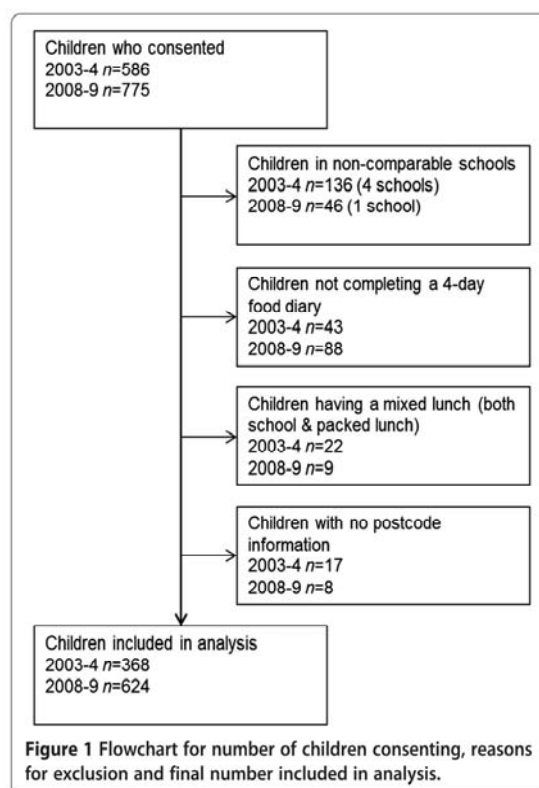 Children who consented
2003-4 n=586
2008-9 n=775
Children in non-comparable schools
2003-4 n=136 (4 schools)
2008-9 n=46 (1 school)
Children not completing a 4-day
food diary
2003-4 n=43
2008-9 n=88
Children having a mixed lunch (both
school & packed lunch)
2003-4 n=22
2008-9 n=9
Children with no postcode
information
2003-4 n=17
2008-9 n=8
Children included in analysis
2003-4 n=368
2008-9 n=624
Figure 1 Flowchart for number of children consenting, reasons
for exclusion and final number included in analysis.